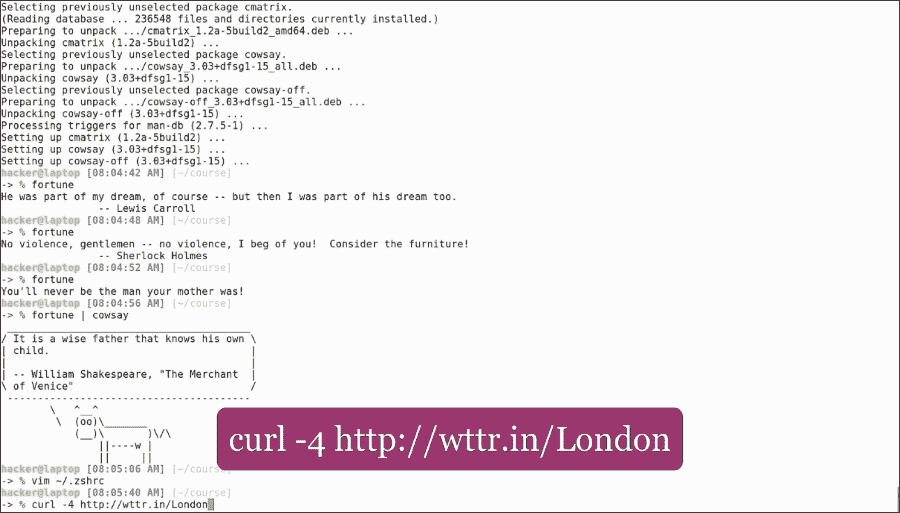 Selecting previously unselected package cmatrix.
(Reading database ... 236548 files and directories currently installed.)
Preparing to unpack .../cmatrix_1.2a-5build2_amd64.deb ...
Unpacking cmatrix (1.2a-5build2) ...
Selecting previously unselected package cowsay.
Preparing to unpack .../cowsay_3.03+dfsg1-15_all.deb ...
Unpacking cowsay (3.03+dfsg1-15) ...
Selecting previously unselected package cowsay-off.
Preparing to unpack .../cowsay-off_3.03+dfsg1-15_all.deb ...
Unpacking cowsay-off (3.03+dfsg1-15) ...
Processing triggers for man-db (2.7.5-1) ...
Setting up cmatrix (1.2a-5build2) ...
Setting up cowsay (3.03+dfsg1-15) ...
Setting up cowsay-off (3.03+dfsg1-15) ...
hacker@laptop [08:04:42 AM] [~/course]
-> % fortune
He was part of my dream, of course -- but then I was part of his dream too.
                -- Lewis Carroll
hacker@laptop [08:04:48 AM] [~/course]
-> % fortune
No violence, gentlemen -- no violence, I beg of you!  Consider the furniture!
                -- Sherlock Holmes
hacker@laptop [08:04:52 AM] [~/course]
-> % fortune
You'll never be the man your mother was!
hacker@laptop [08:04:56 AM] [~/course]
-> % fortune | cowsay
 _______________________________________
/ It is a wise father that knows his own \
| child.                                 |
|                                        |
| -- William Shakespeare, "The Merchant  |
\ of Venice"                             /
 ---------------------------------------
        \   ^__^
         \  (oo)\_______
            (__)\       )\/\
                ||----w |
                ||     ||
hacker@laptop [08:05:06 AM] [~/course]
-> % vim ~/.zshrc
hacker@laptop [08:05:40 AM] [~/course]
-> % curl -4 http://wttr.in/London
curl -4 http://wttr.in/London